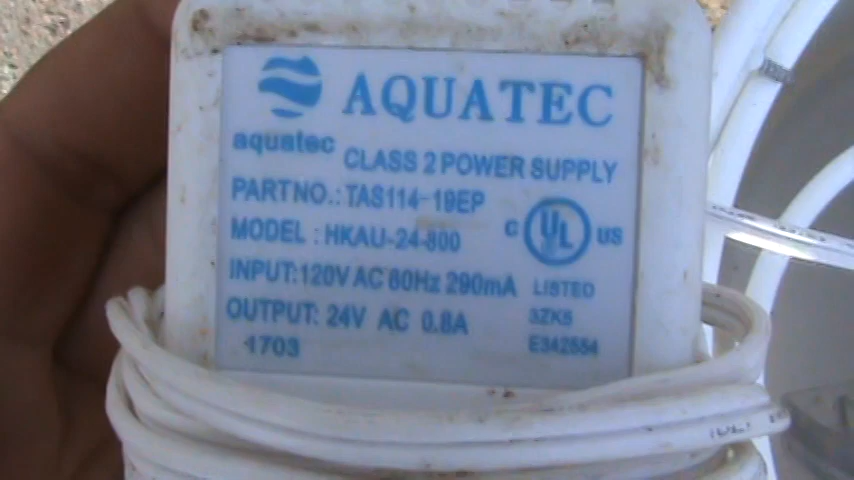 AQUATEC
aquatec
CLASS 2 POWER SUPPLY
PART NO.: TAS114-19EP
MODEL : HKAU-24-800
C UL US
INPUT:120V AC 60Hz 290mA
LISTED
OUTPUT: 24V AC 0.8A
1703
E342554